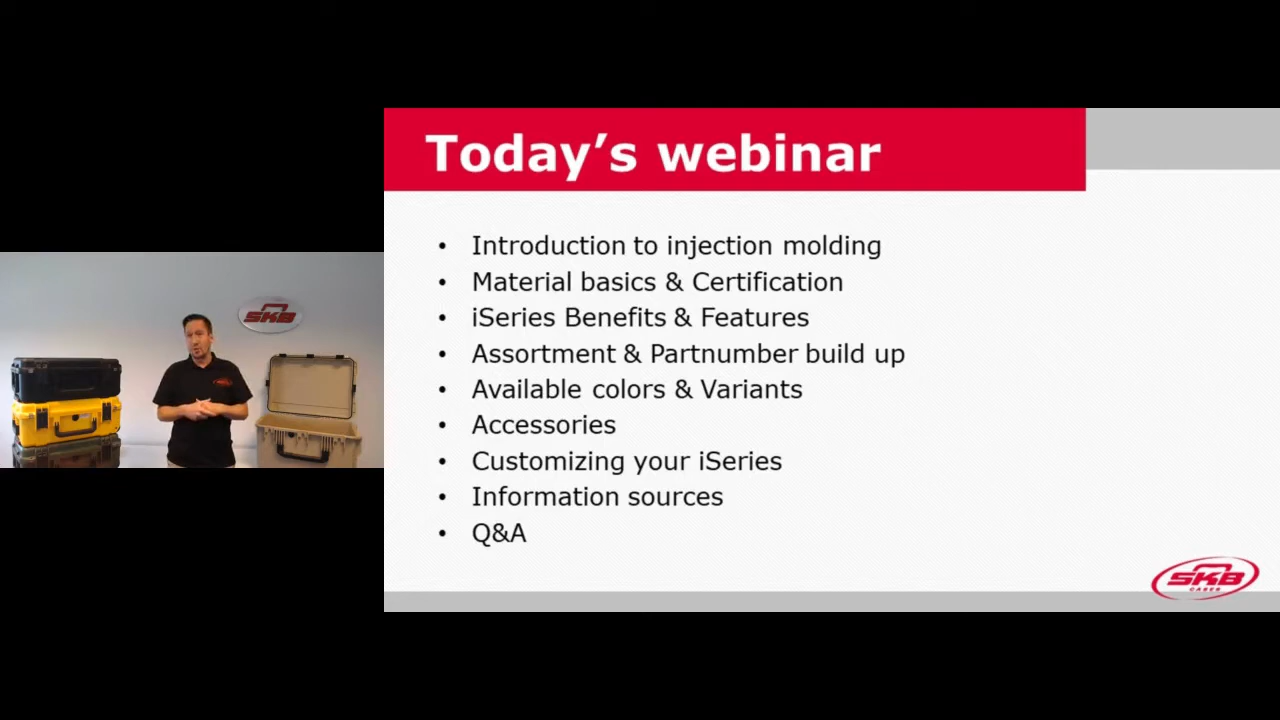 Today's webinar
• Introduction to injection molding
• Material basics & Certification
• iSeries Benefits & Features
• Assortment & Partnumber build up
• Available colors & Variants
• Accessories
• Customizing your iSeries
• Information sources
• Q&A
SKB
SKB
CASES